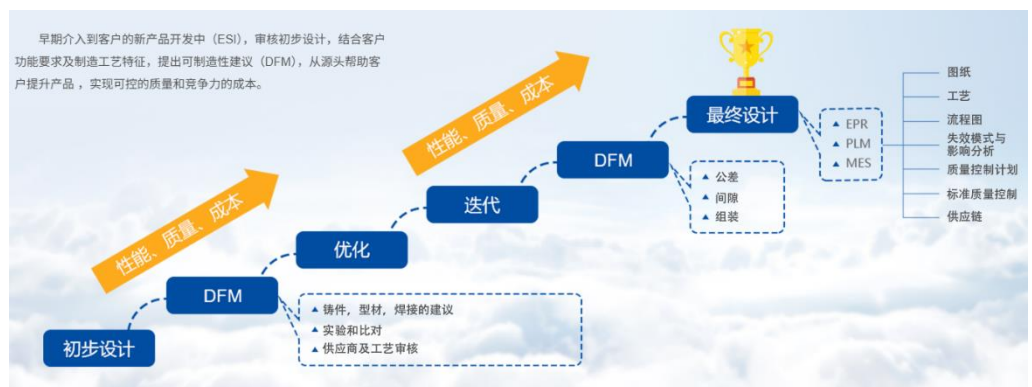 早期介入到客户的新产品开发中（ESI），审核初步设计，结合客户
功能要求及制造工艺特征，提出可制造性建议（DFM），从源头帮助客
户提升产品，实现可控的质量和竞争力的成本。
性能、质量、成本
性能、质量、成本
初步设计
DFM
铸件，型材，焊接的建议
实验和比对
供应商及工艺审核
优化
迭代
DFM
公差
间隙
组装
最终设计
EPR
PLM
MES
图纸
工艺
流程图
失效模式与
影响分析
质量控制计划
标准质量控制
供应链